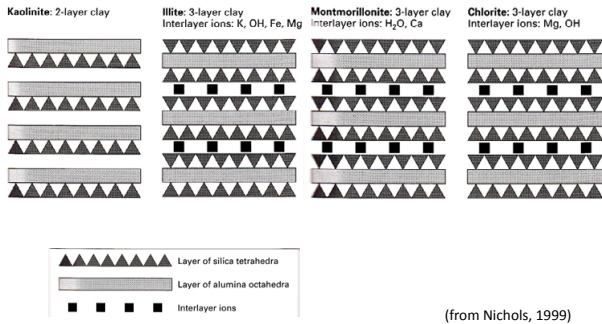 Kaolinite: 2-layer clay
Illite: 3-layer clay
Interlayer ions: K, OH, Fe, Mg
Montmorillonite: 3-layer clay
Interlayer ions: H₂O, Ca
Chlorite: 3-layer clay
Interlayer ions: Mg, OH
Layer of silica tetrahedra
Layer of alumina octahedra
Interlayer ions
(from Nichols, 1999)